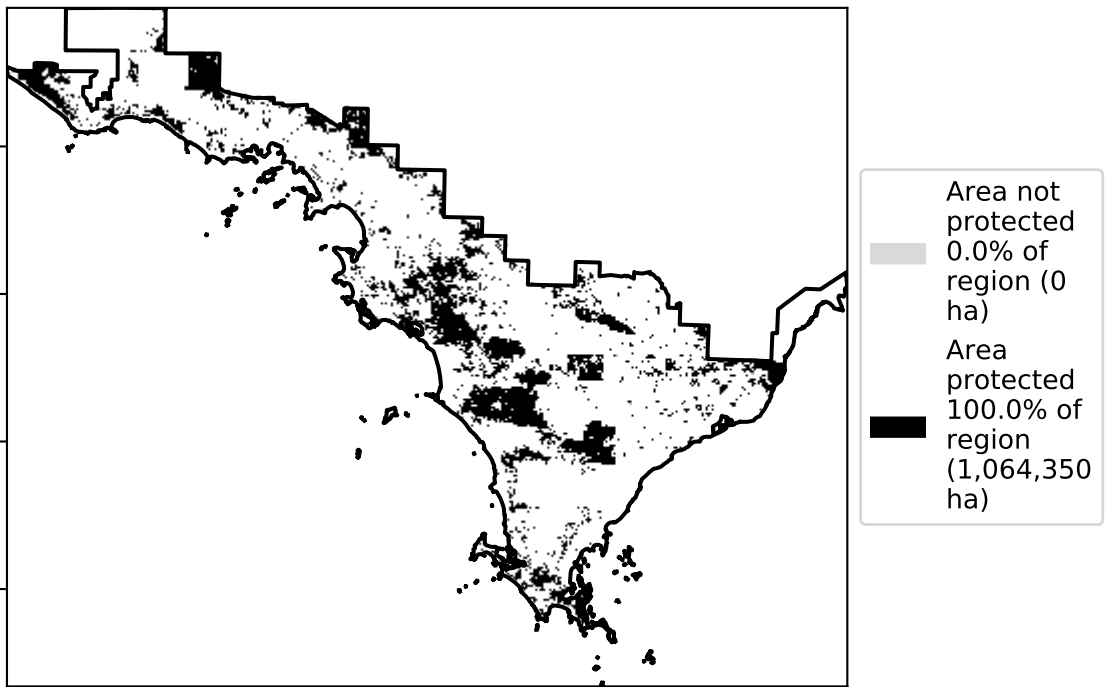 Area not
protected
0.0% of
region (0
ha)
Area
protected
100.0% of
region
(1,064,350
ha)